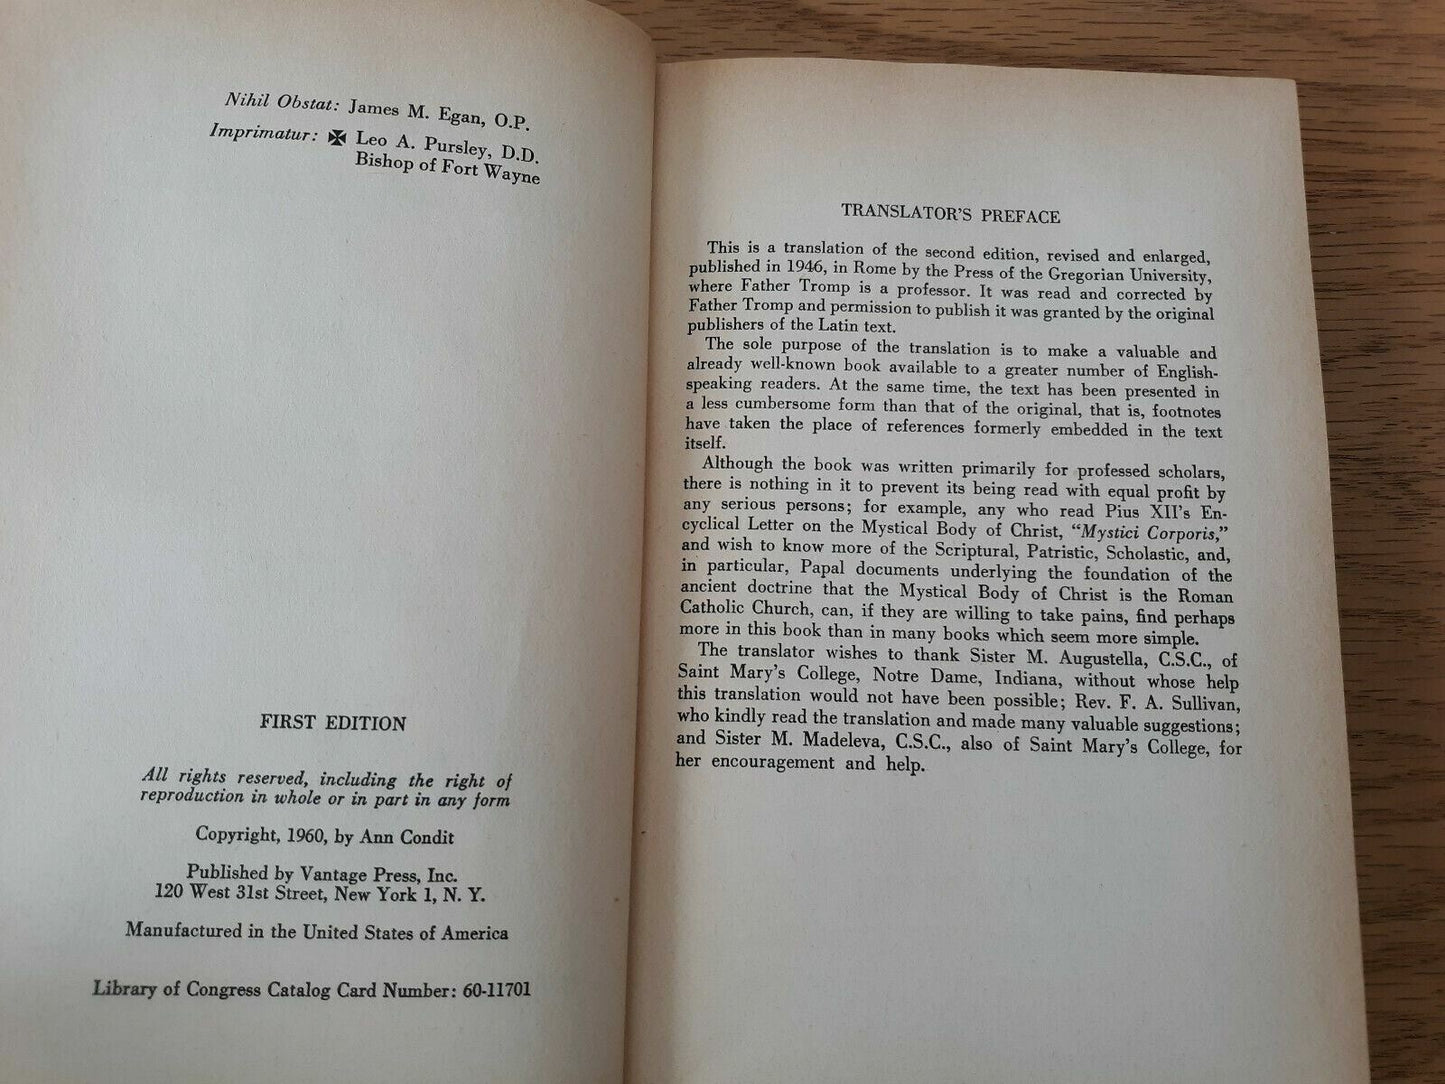 Nihil Obstat: James M. Egan, O.P.
Imprimatur: ✠ Leo A. Pursley, D.D.
Bishop of Fort Wayne
FIRST EDITION
All rights reserved, including the right of
reproduction in whole or in part in any form
Copyright, 1960, by Ann Condit
Published by Vantage Press, Inc.
120 West 31st Street, New York 1, N. Y.
Manufactured in the United States of America
Library of Congress Catalog Card Number: 60-11701
TRANSLATOR'S PREFACE
This is a translation of the second edition, revised and enlarged,
published in 1946, in Rome by the Press of the Gregorian University,
where Father Tromp is a professor. It was read and corrected by
Father Tromp and permission to publish it was granted by the original
publishers of the Latin text.
The sole purpose of the translation is to make a valuable and
already well-known book available to a greater number of English-
speaking readers. At the same time, the text has been presented in
a less cumbersome form than that of the original, that is, footnotes
have taken the place of references formerly embedded in the text
itself.
Although the book was written primarily for professed scholars,
there is nothing in it to prevent its being read with equal profit by
any serious persons; for example, any who read Pius XII's En-
cyclical Letter on the Mystical Body of Christ, "Mystici Corporis,"
and wish to know more of the Scriptural, Patristic, Scholastic, and,
in particular, Papal documents underlying the foundation of the
ancient doctrine that the Mystical Body of Christ is the Roman
Catholic Church, can, if they are willing to take pains, find perhaps
more in this book than in many books which seem more simple.
The translator wishes to thank Sister M. Augustella, C.S.C., of
Saint Mary's College, Notre Dame, Indiana, without whose help
this translation would not have been possible; Rev. F. A. Sullivan,
who kindly read the translation and made many valuable suggestions;
and Sister M. Madeleva, C.S.C., also of Saint Mary's College, for
her encouragement and help.